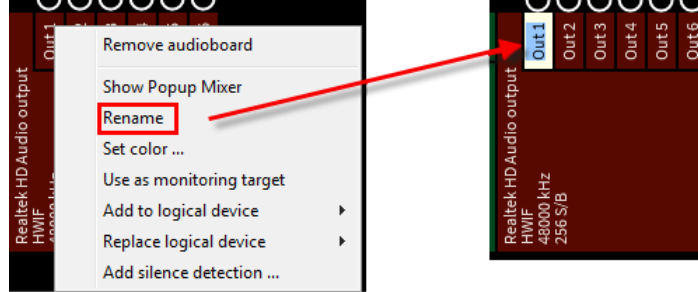 Out 1
Realtek HD Audio output
HWIF
Remove audioboard
Show Popup Mixer
Rename
Set color ...
Use as monitoring target
Add to logical device
Replace logical device
Add silence detection ...
Out 1
Out 2
Out 3
Out 4
Out 5
Out 6
Realtek HD Audio output
HWIF
48000 kHz
256 S/B